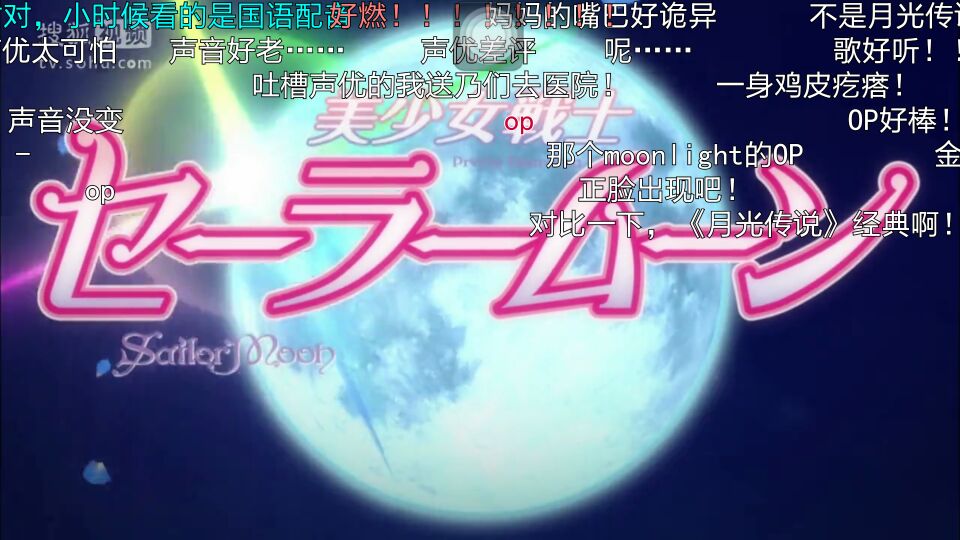 对，小时候看的是国语配音
好燃！！！！！！！
妈妈的嘴巴好诡异
不是月光传说
搜狐视频
优太可怕
声音好老……
声优差评
呢……
歌好听！！
tv.sohu.com
吐槽声优的我送乃们去医院！
一身鸡皮疙瘩！
美少女戦士
声音没变
op
OP好棒！
Pretty
-
那个moonlight的OP
金
op
正脸出现吧！
セーラームーン
对比一下，《月光传说》经典啊！
Sailor Moon